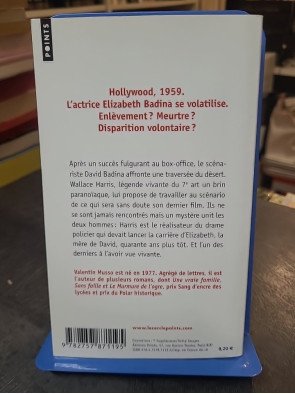 POINTS
Hollywood, 1959.
L'actrice Elizabeth Badina se volatilise.
Enlèvement ? Meurtre ?
Disparition volontaire ?
Après un succès fulgurant au box-office, le scéna-
riste David Badina affronte une traversée du désert.
Wallace Harris, légende vivante du 7e art un brin
paranoïaque, lui propose de travailler au scénario
de ce qui sera sans doute son dernier film. Ils ne
se sont jamais rencontrés mais un mystère unit les
deux hommes : Harris est le réalisateur du drame
policier qui devait lancer la carrière d'Elizabeth, la
mère de David, quarante ans plus tôt. Et l'un des
derniers à l'avoir vue vivante.
Valentin Musso est né en 1977. Agrégé de lettres, il est
l'auteur de plusieurs romans, dont Une vraie famille,
Sans faille et Le Murmure de l'ogre, prix Sang d'encre des
lycées et prix du Polar historique.
www.lecerclepoints.com
9 782757 871195
8,20 €